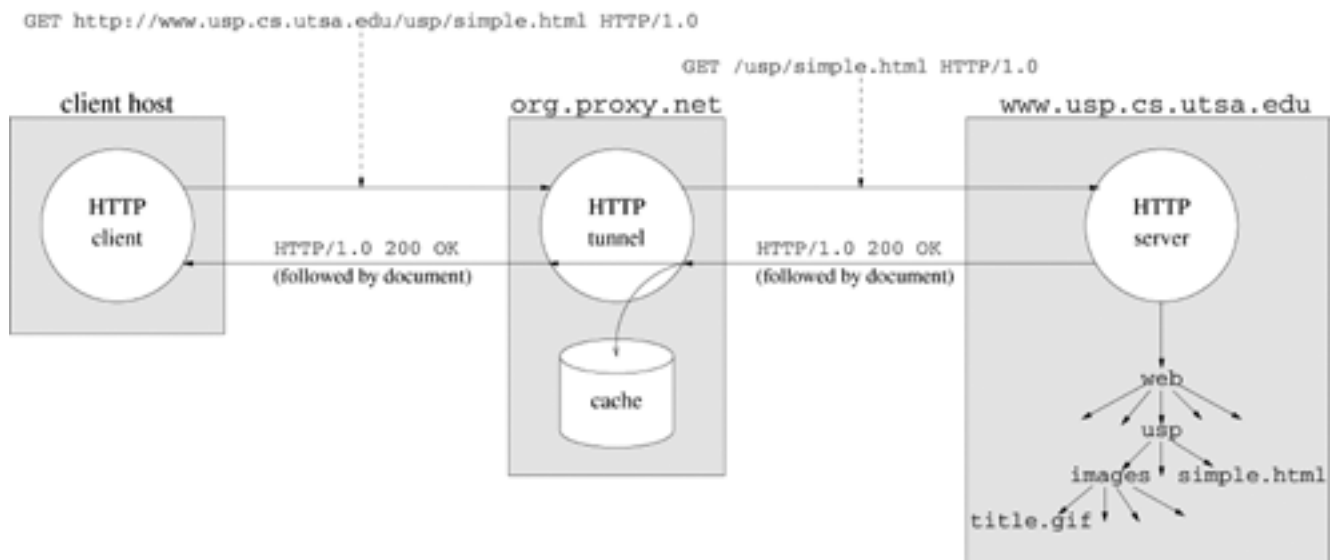 GET http://www.usp.cs.utsa.edu/usp/simple.html HTTP/1.0
GET /usp/simple.html HTTP/1.0
client host
org.proxy.net
www.usp.cs.utsa.edu
HTTP
client
HTTP
tunnel
HTTP
server
HTTP/1.0 200 OK
(followed by document)
HTTP/1.0 200 OK
(followed by document)
cache
web
usp
images
simple.html
title.gif